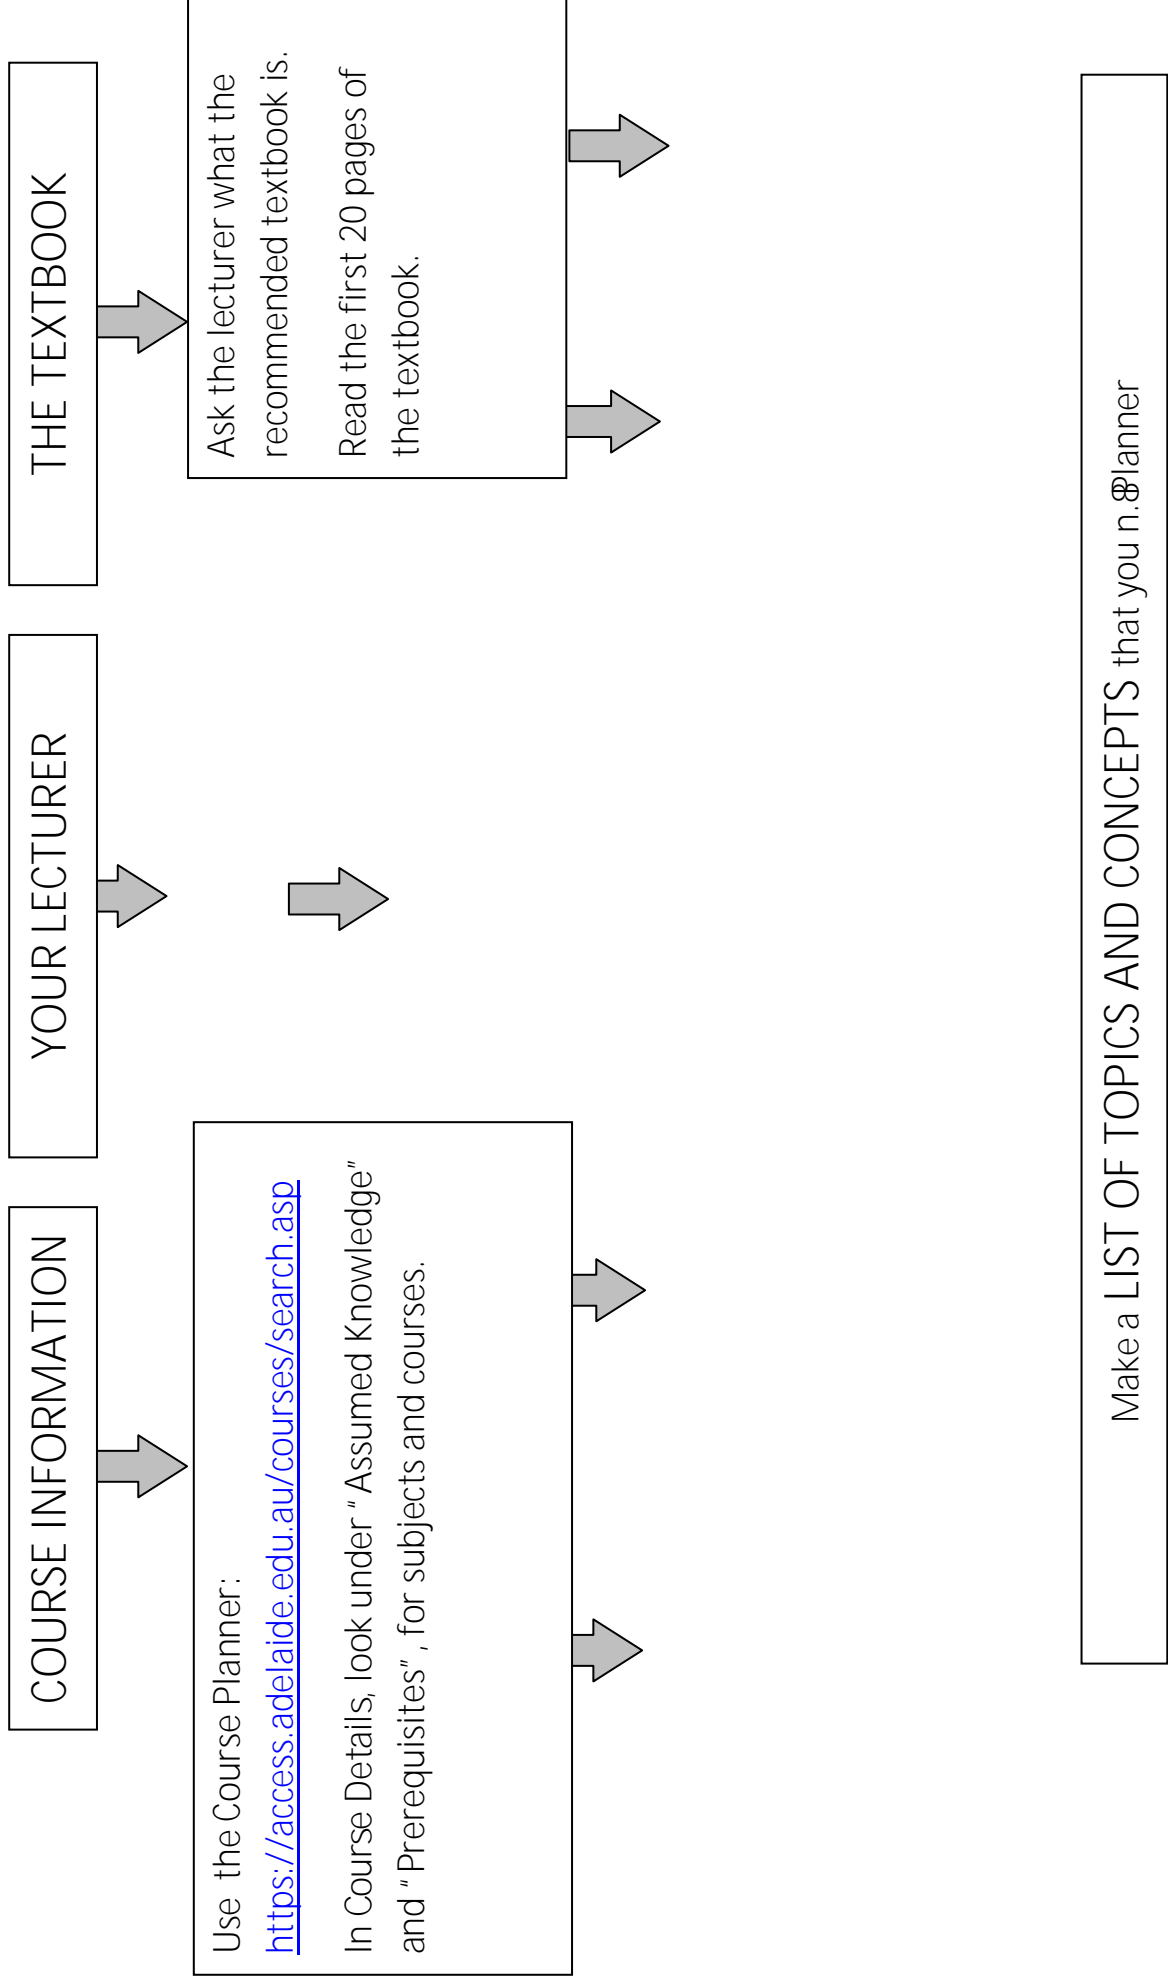 COURSE INFORMATION
YOUR LECTURER
THE TEXTBOOK
Use the Course Planner:
https://access.adelaide.edu.au/courses/search.asp
In Course Details, look under "Assumed Knowledge"
and "Prerequisites", for subjects and courses.
Ask the lecturer what the
recommended textbook is.
Read the first 20 pages of
the textbook.
Make a LIST OF TOPICS AND CONCEPTS that you